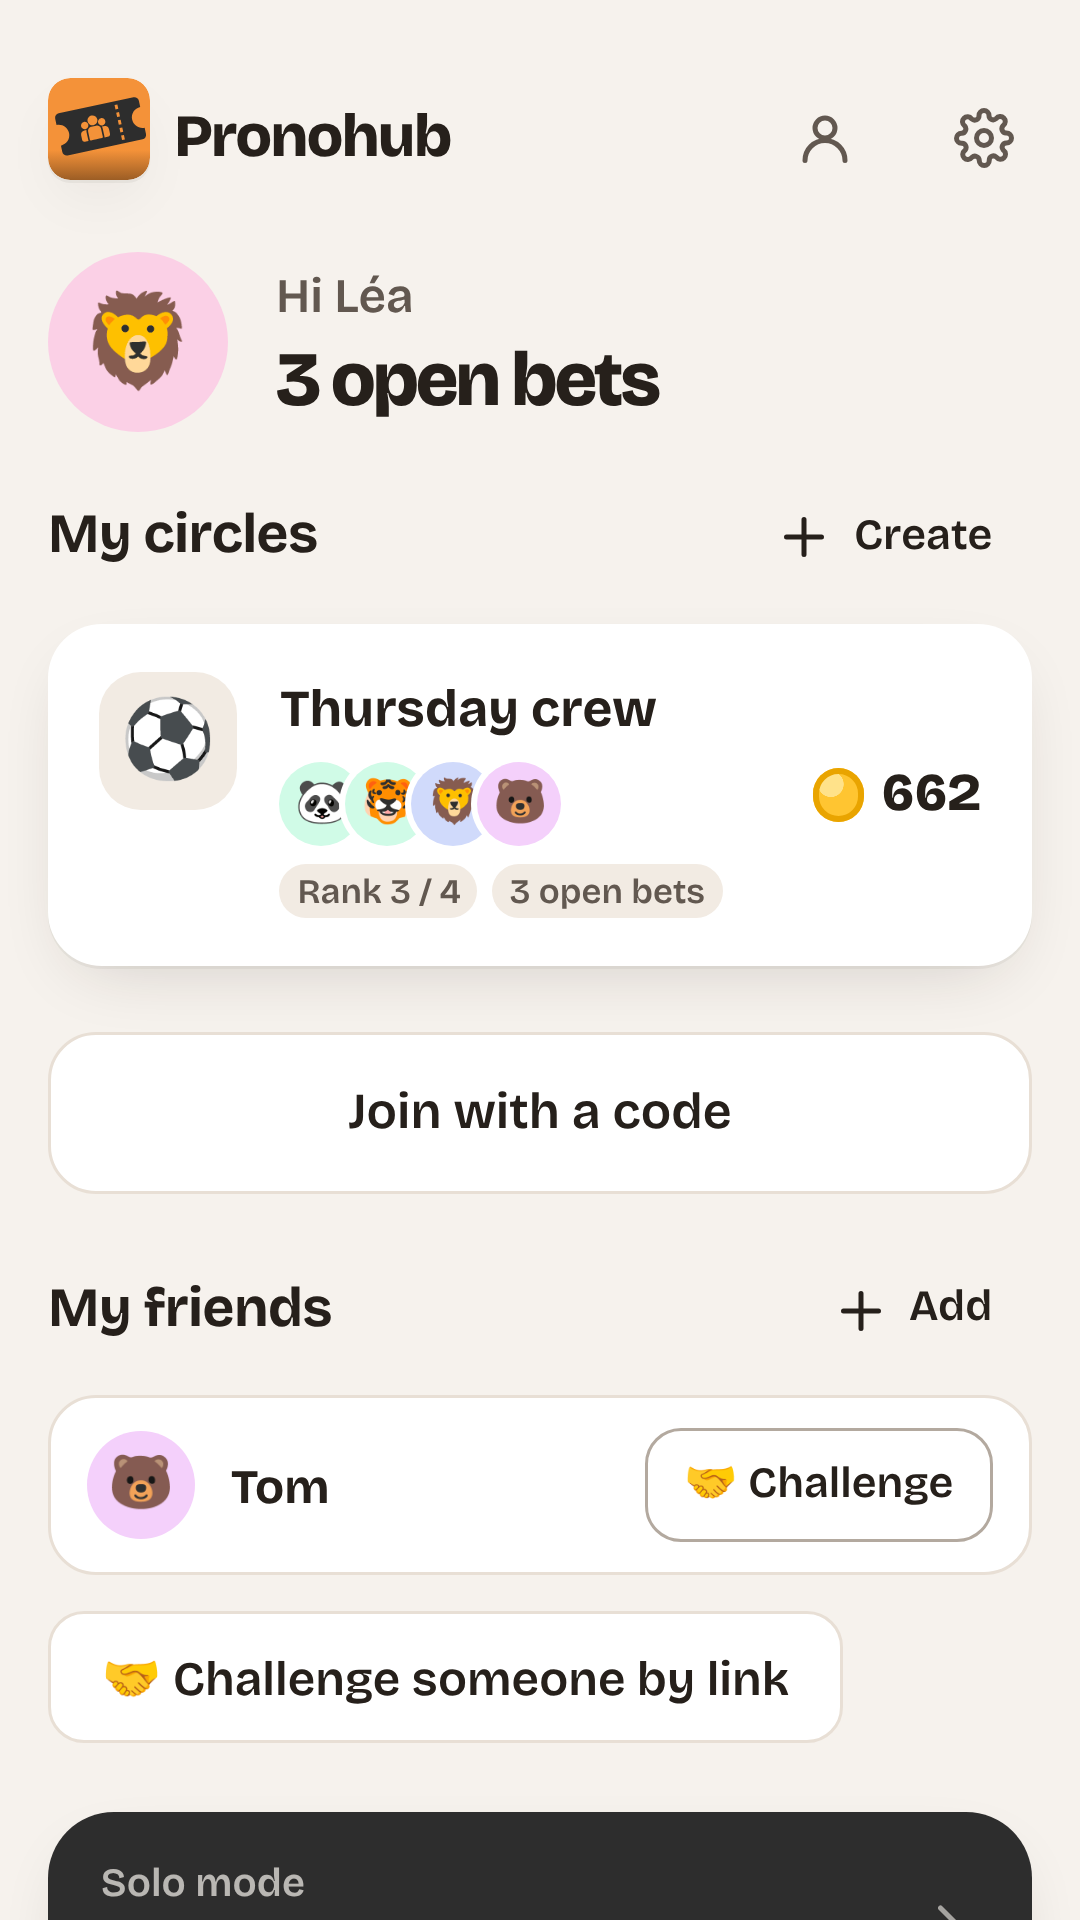 Pronohub
Hi Léa
3 open bets
My circles
Create
Thursday crew
662
Rank 3 / 4
3 open bets
Join with a code
My friends
Add
Tom
🤝 Challenge
🤝 Challenge someone by link
Solo mode